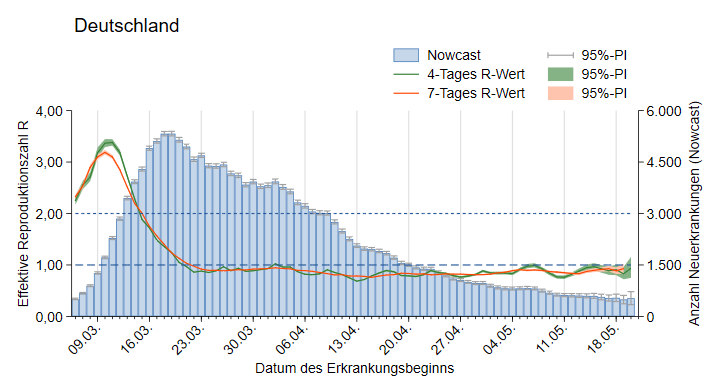 Deutschland
Nowcast 95%-PI
4-Tages R-Wert 95%-PI
7-Tages R-Wert 95%-PI
Effektive Reproduktionszahl R
4,00
3,00
2,00
1,00
0,00
6.000
4.500
3.000
1.500
0
Anzahl Neuerkrankungen (Nowcast)
09.03. 16.03. 23.03. 30.03. 06.04. 13.04. 20.04. 27.04. 04.05. 11.05. 18.05.
Datum des Erkrankungsbeginns